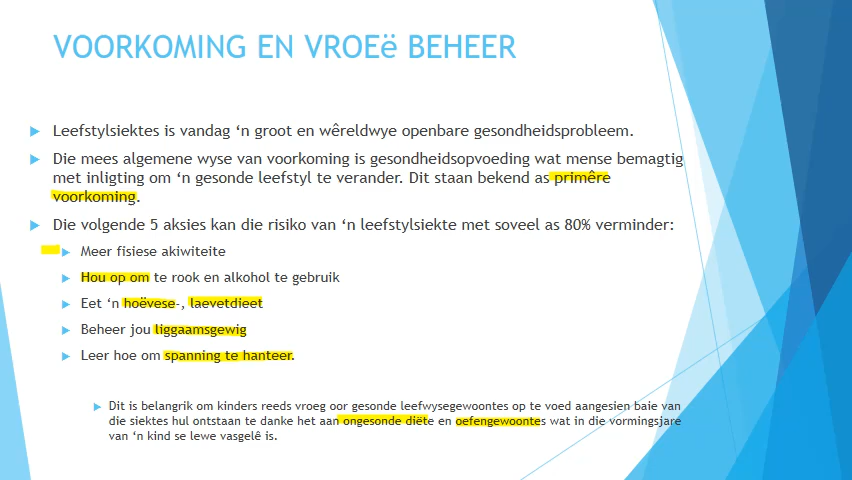 VOORKOMING EN VROEë BEHEER
Leefstylsiektes is vandag ‘n groot en wêreldwye openbare gesondheidsprobleem.
Die mees algemene wyse van voorkoming is gesondheidsopvoeding wat mense bemagtig
met inligting om ‘n gesonde leefstyl te verander. Dit staan bekend as primêre
voorkoming.
Die volgende 5 aksies kan die risiko van ‘n leefstylsiekte met soveel as 80% verminder:
Meer fisiese akiwiteite
Hou op om te rook en alkohol te gebruik
Eet ‘n hoëvese-, laevetdieet
Beheer jou liggaamsgewig
Leer hoe om spanning te hanteer.
Dit is belangrik om kinders reeds vroeg oor gesonde leefwysegewoontes op te voed aangesien baie van
die siektes hul ontstaan te danke het aan ongesonde diëte en oefengewoontes wat in die vormingsjare
van ‘n kind se lewe vasgelê is.